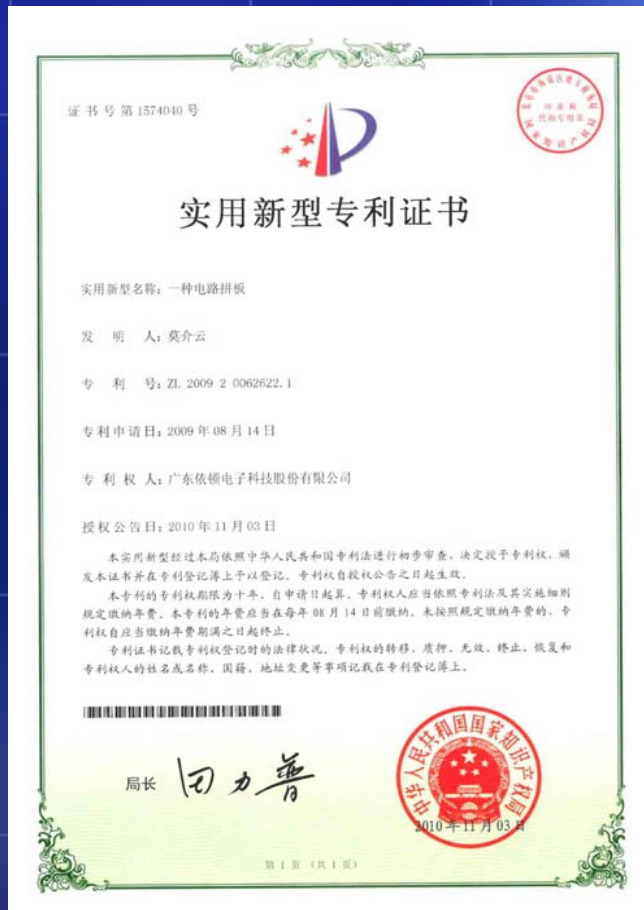 证书号第1574040号
实用新型专利证书
实用新型名称：一种电路拼板
发 明 人：莫介云
专 利 号：ZL 2009 2 0062622.1
专利申请日：2009年08月14日
专 利 权 人：广东依顿电子科技股份有限公司
授权公告日：2010年11月03日
本实用新型经过本局依照中华人民共和国专利法进行初步审查，决定授予专利权，颁
发本证书并在专利登记簿上予以登记。专利权自授权公告之日起生效。
本专利的专利权期限为十年，自申请日起算。专利权人应当依照专利法及其实施细则
规定缴纳年费。本专利的年费应当在每年08月14日前缴纳。未按照规定缴纳年费的，专
利权自应当缴纳年费期满之日起终止。
专利证书记载专利权登记时的法律状况。专利权的转移、质押、无效、终止、恢复和
专利权人的姓名或名称、国籍、地址变更等事项记载在专利登记簿上。
局长 田力普
中华人民共和国国家知识产权局
2010年11月03日
第1页（共1页）